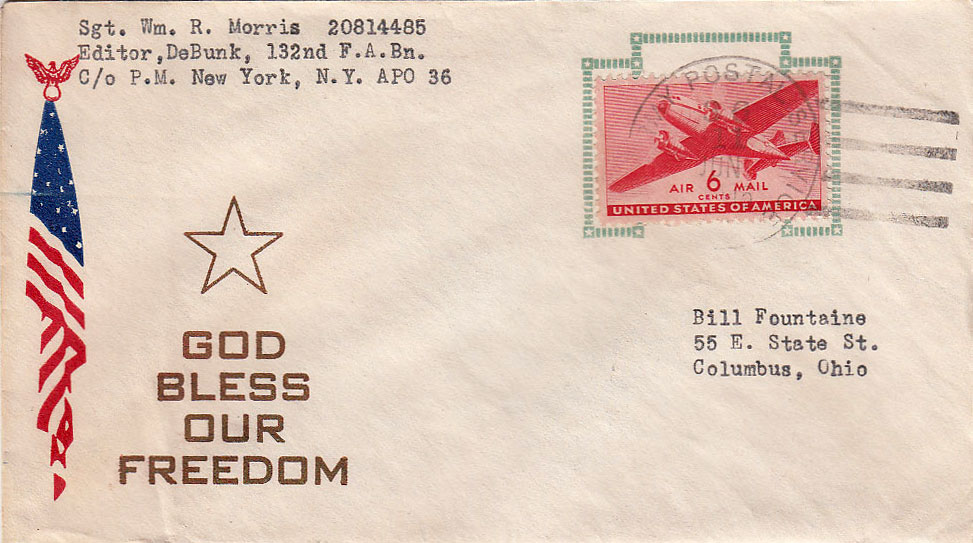 Sgt. Wm. R. Morris 20814485
Editor,DeBunk, 132nd F.A.Bn.
C/o P.M. New York, N.Y. APO 36
POSTAL
AIR 6 MAIL
CENTS
UNITED STATES OF AMERICA
Bill Fountaine
55 E. State St.
Columbus, Ohio
GOD
BLESS
OUR
FREEDOM